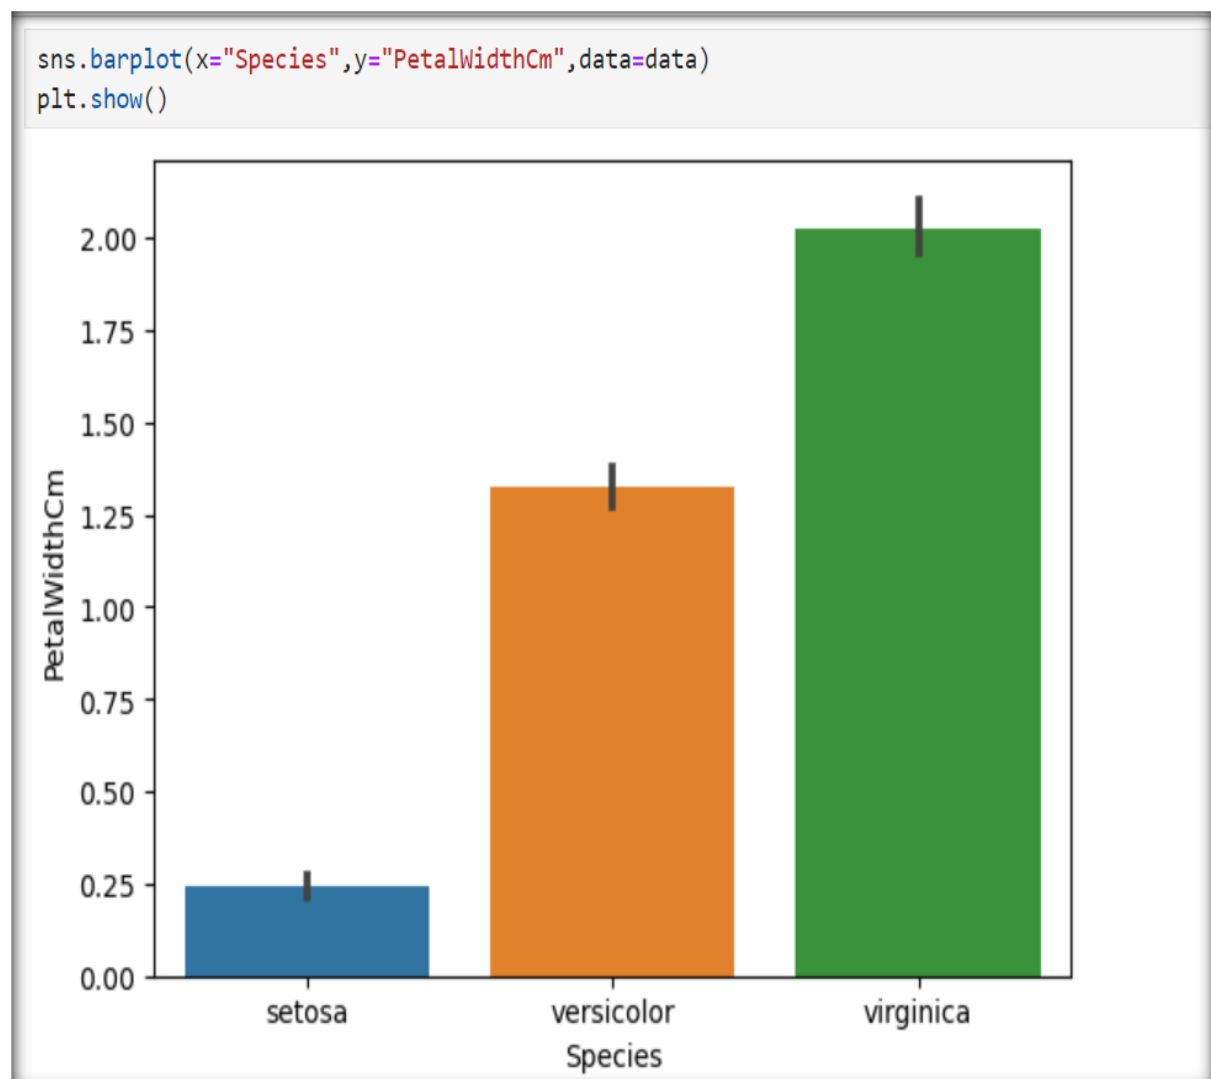 sns.barplot(x="Species",y="PetalWidthCm",data=data)
plt.show()
2.00
1.75
1.50
1.25
1.00
0.75
0.50
0.25
0.00
PetalWidthCm
setosa versicolor virginica
Species